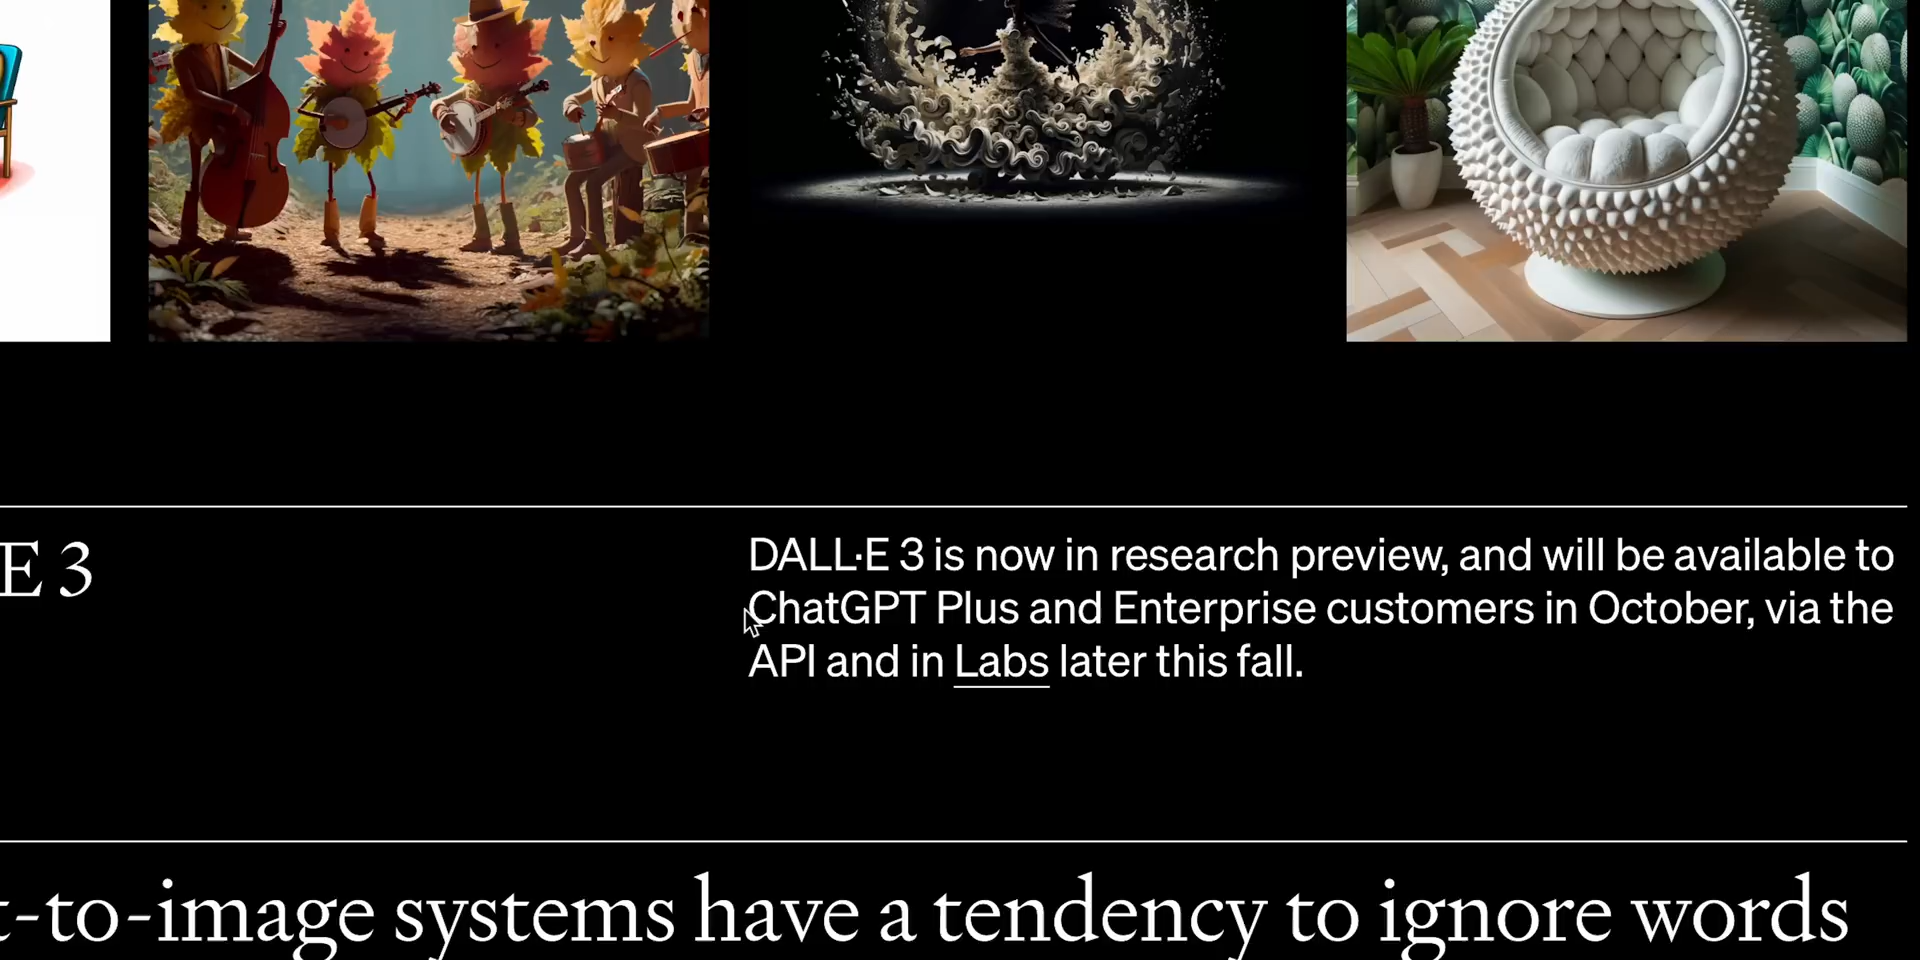 E 3
DALL·E 3 is now in research preview, and will be available to
ChatGPT Plus and Enterprise customers in October, via the
API and in Labs later this fall.
t-to-image systems have a tendency to ignore words